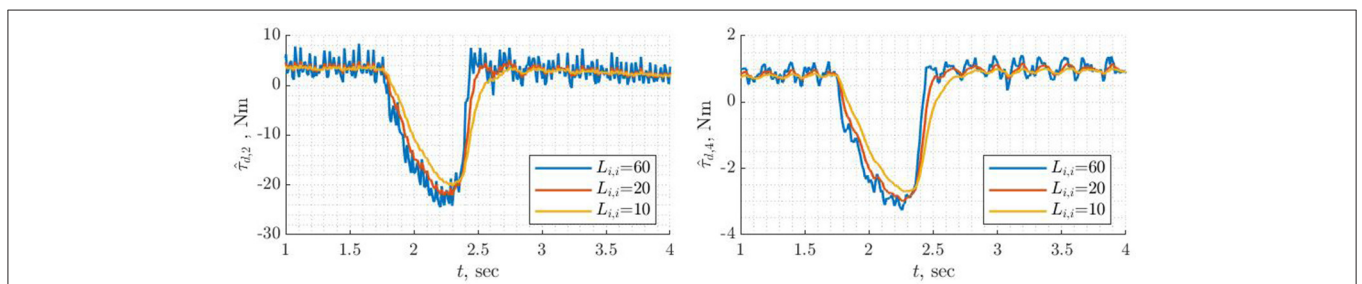 10
0
-10
-20
-30
τ̂d,2 , Nm
Li,i=60
Li,i=20
Li,i=10
1 1.5 2 2.5 3 3.5 4
t, sec
2
0
-2
-4
τ̂d,4, Nm
Li,i=60
Li,i=20
Li,i=10
1 1.5 2 2.5 3 3.5 4
t, sec